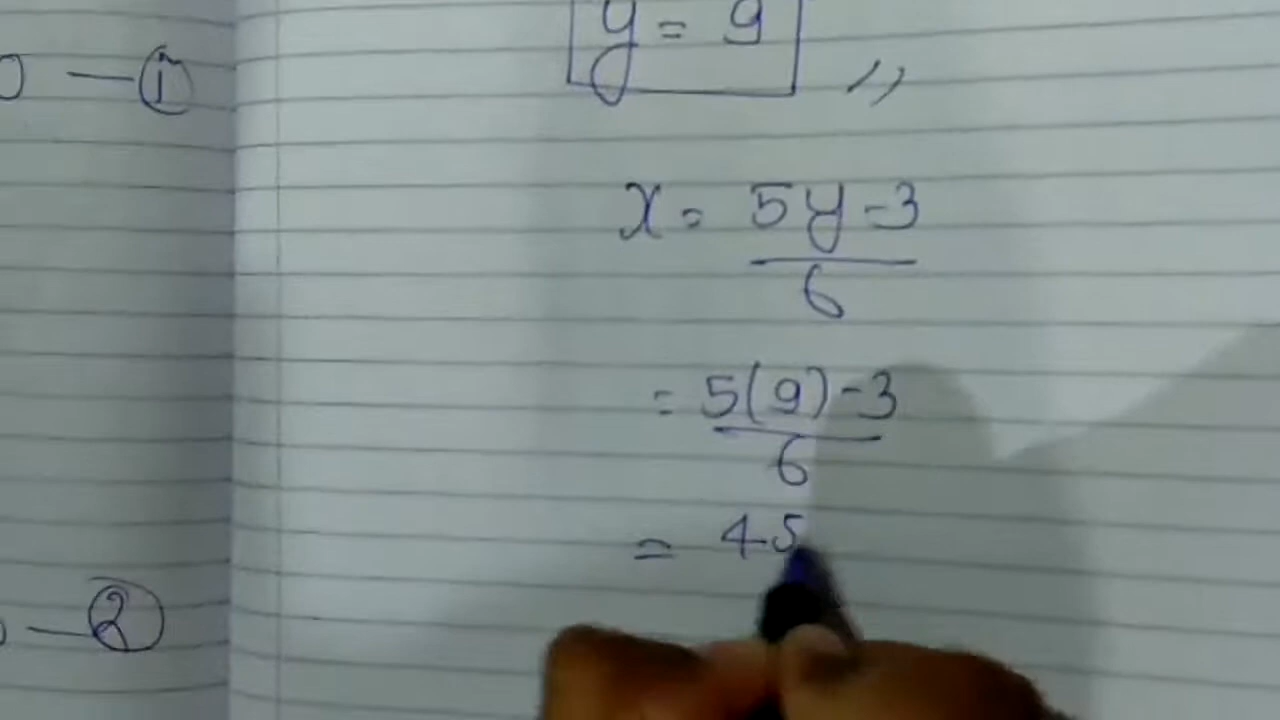 y = 9 ,,
— ①
x = 5y - 3
6
= 5(9) - 3
6
= 45
— ②